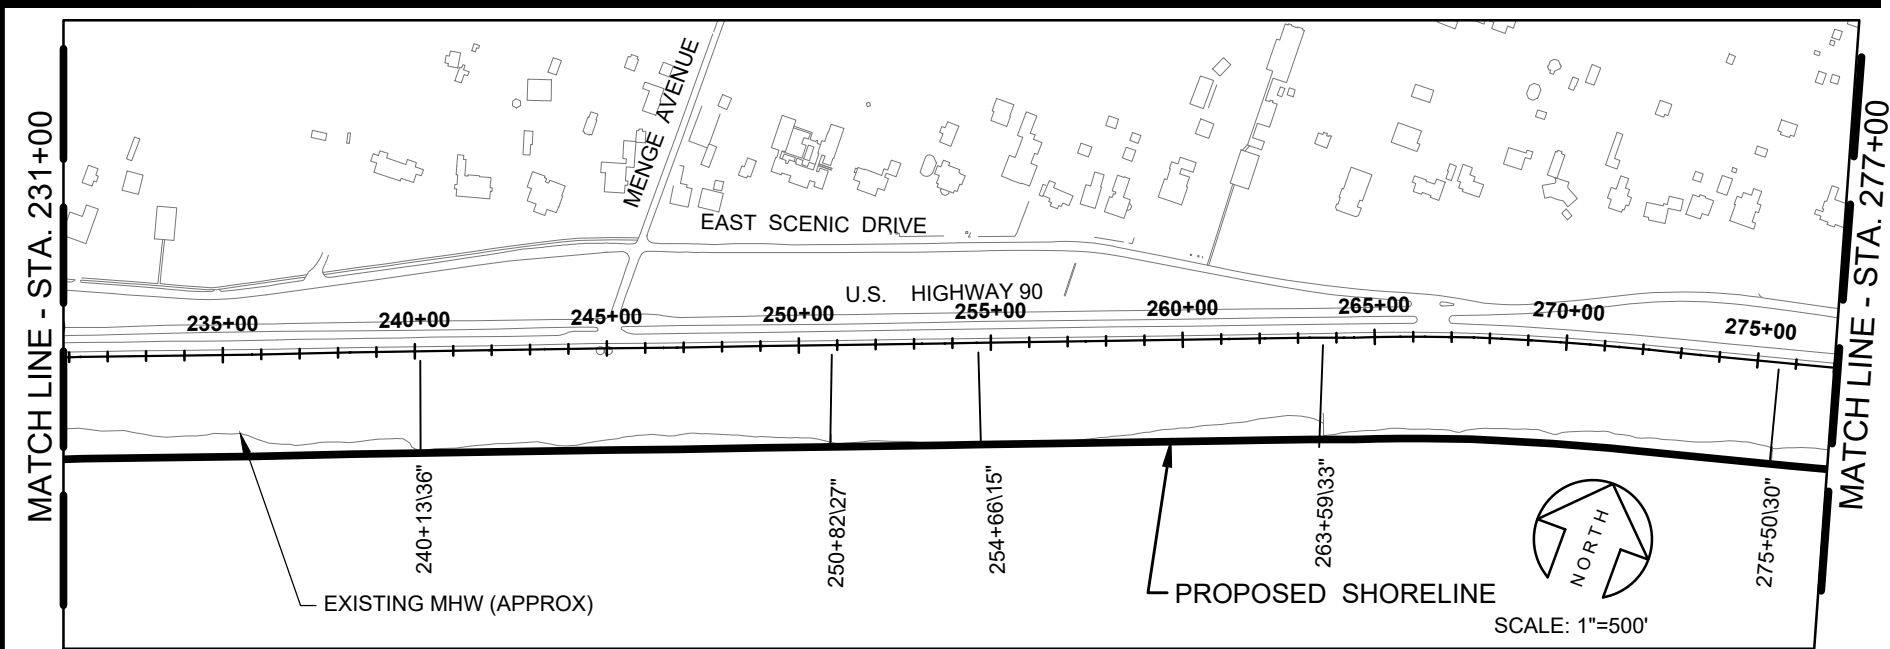 MATCH LINE - STA. 231+00
MENGE AVENUE
EAST SCENIC DRIVE
U.S. HIGHWAY 90
235+00
240+00
245+00
250+00
255+00
260+00
265+00
270+00
275+00
MATCH LINE - STA. 277+00
240+13\36"
250+82\27"
254+66\15"
263+59\33"
275+50\30"
EXISTING MHW (APPROX)
PROPOSED SHORELINE
NORTH
SCALE: 1"=500'